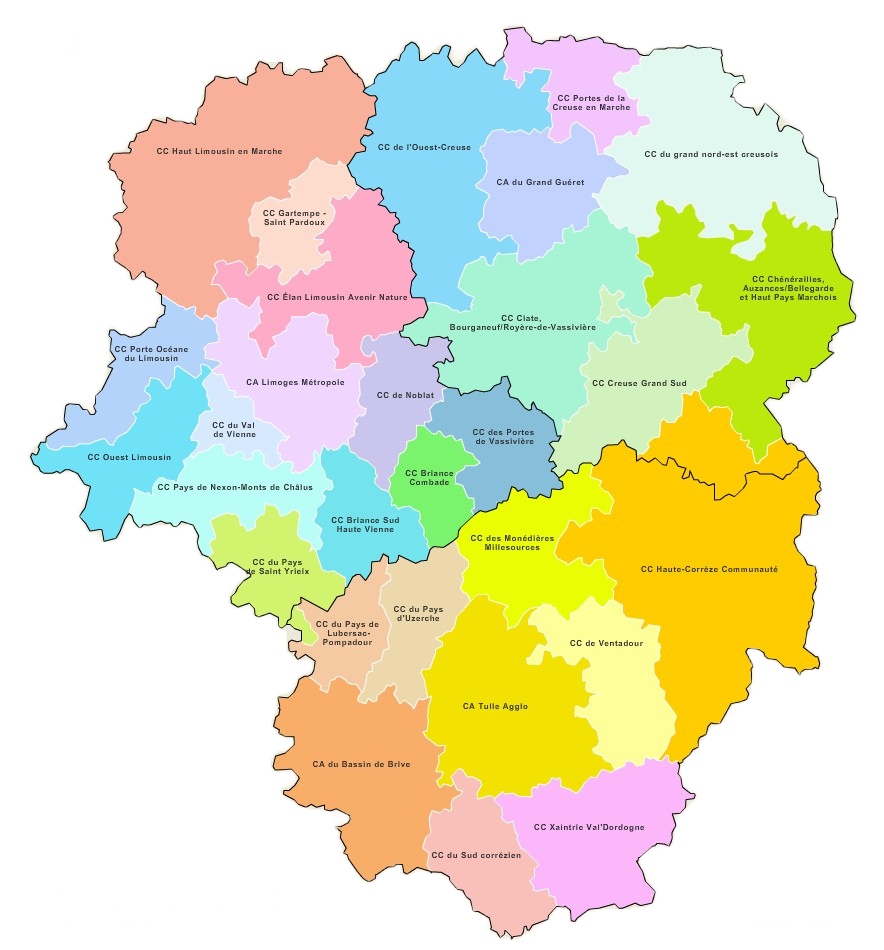 CC Portes de la
Creuse en Marche
CC Haut Limousin en Marche
CC de l'Ouest-Creuse
CC du grand nord-est creusois
CA du Grand Guéret
CC Gartempe -
Saint Pardoux
CC Chénérailles,
Auzances/Bellegarde
et Haut Pays Marchois
CC Élan Limousin Avenir Nature
CC Ciate,
Bourganeuf/Royère-de-Vassivière
CC Porte Océane
du Limousin
CA Limoges Métropole
CC Creuse Grand Sud
CC de Noblat
CC du Val
de Vienne
CC des Portes
de Vassivière
CC Ouest Limousin
CC Briance
Combade
CC Pays de Nexon-Monts de Châlus
CC Briance Sud
Haute Vienne
CC des Monédières
Millesources
CC du Pays
de Saint Yrieix
CC Haute-Corrèze Communauté
CC du Pays
d'Uzerche
CC du Pays de
Lubersac-
Pompadour
CC de Ventadour
CA Tulle Agglo
CA du Bassin de Brive
CC Xaintrie Val'Dordogne
CC du Sud corrézien